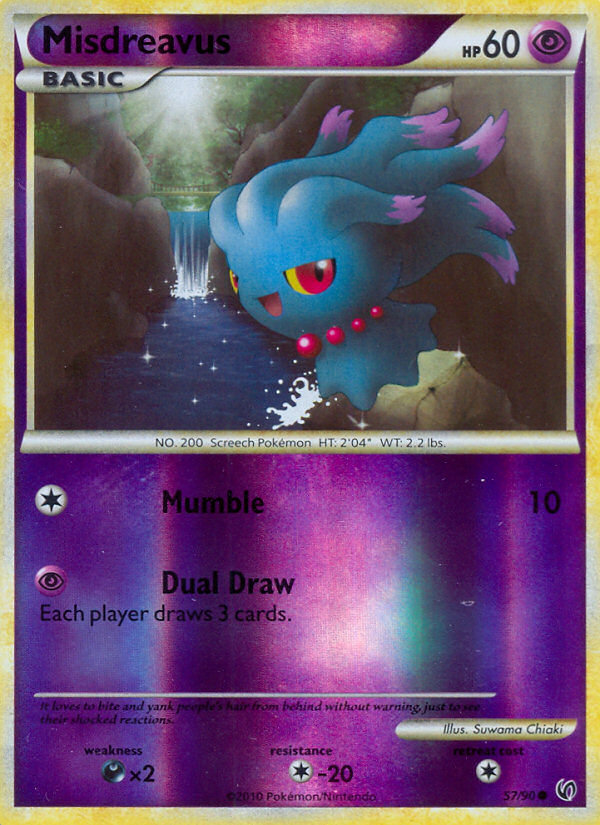 Misdreavus
HP 60
BASIC
NO. 200 Screech Pokémon HT: 2'04" WT: 2.2 lbs.
Mumble 10
Dual Draw
Each player draws 3 cards.
It loves to bite and yank people's hair from behind without warning, just to see
their shocked reactions.
Illus. Suwama Chiaki
weakness resistance retreat cost
×2 -20
©2010 Pokémon/Nintendo 57/90